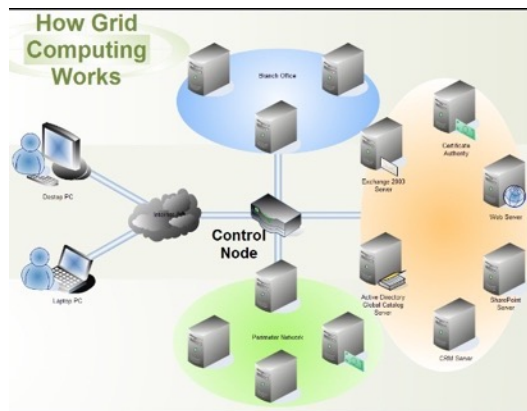 How Grid
Computing
Works
Branch Office
Certificate
Authority
Exchange 2003
Server
Desktop PC
Web Server
Control
Node
Laptop PC
Active Directory
Global Catalog
Server
SharePoint
Server
Perimeter Network
CRM Server